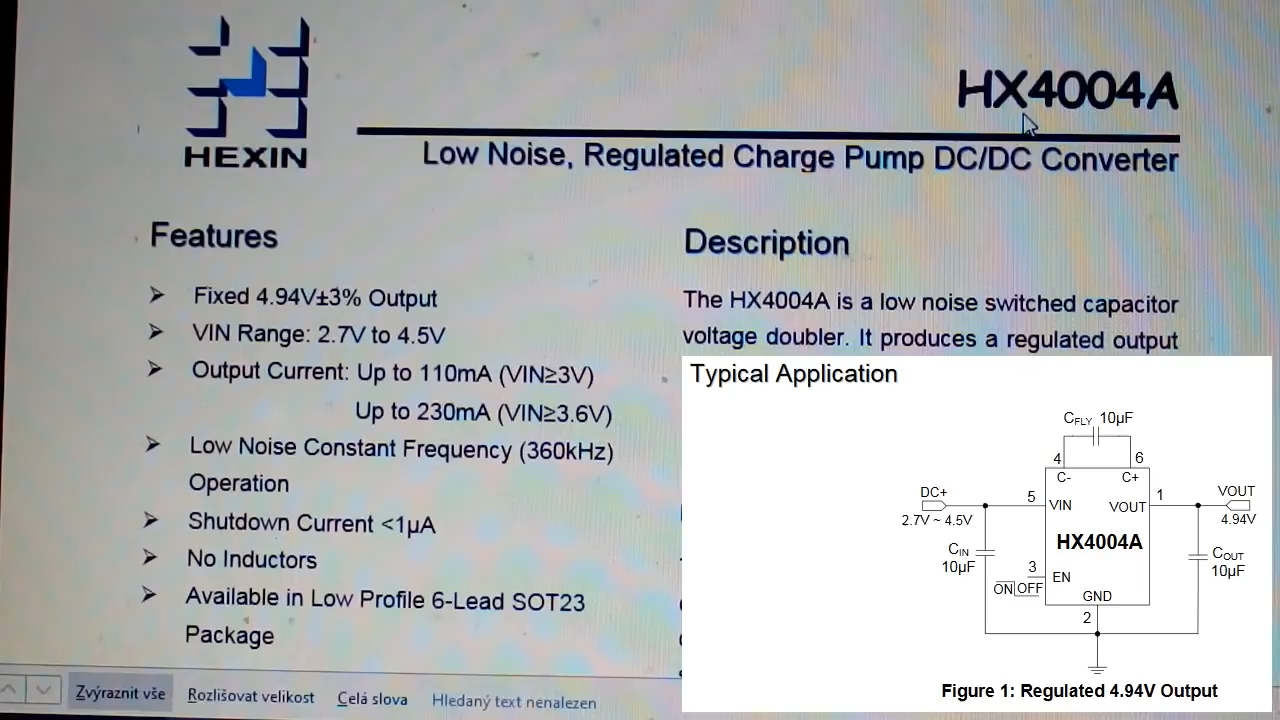 HEXIN
HX4004A
Low Noise, Regulated Charge Pump DC/DC Converter
Features
➤ Fixed 4.94V±3% Output
➤ VIN Range: 2.7V to 4.5V
➤ Output Current: Up to 110mA (VIN≥3V)
Up to 230mA (VIN≥3.6V)
➤ Low Noise Constant Frequency (360kHz)
Operation
➤ Shutdown Current <1µA
➤ No Inductors
➤ Available in Low Profile 6-Lead SOT23
Package
Description
The HX4004A is a low noise switched capacitor
voltage doubler. It produces a regulated output
Typical Application
CFLY 10µF
4
6
C-
C+
DC+
5
VIN
VOUT
1
VOUT
2.7V ~ 4.5V
4.94V
HX4004A
CIN
10µF
COUT
10µF
3
EN
ON OFF
GND
2
Figure 1: Regulated 4.94V Output
Zvýraznit vše
Rozlišovat velikost
Celá slova
Hledaný text nenalezen